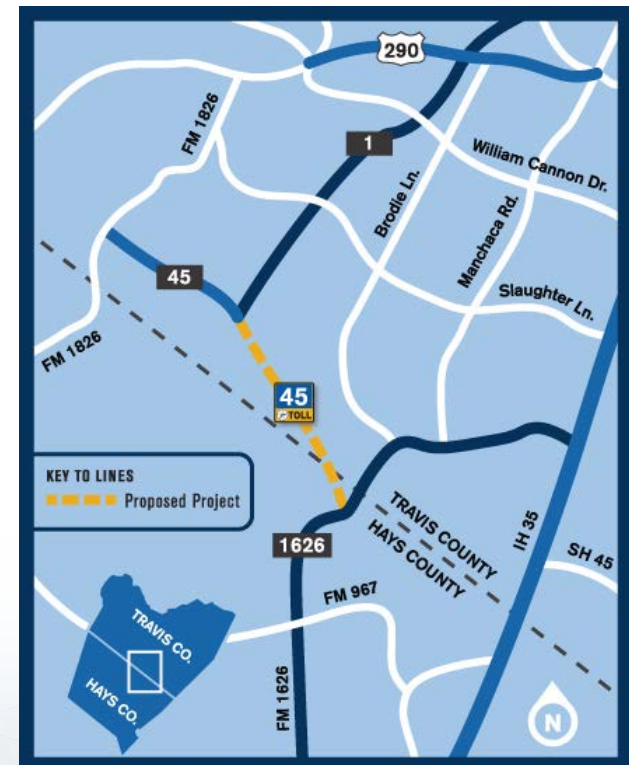 290
FM 1826
1
William Cannon Dr.
Brodie Ln.
Manchaca Rd.
45
Slaughter Ln.
FM 1826
45
TOLL
KEY TO LINES
Proposed Project
TRAVIS COUNTY
HAYS COUNTY
IH 35
1626
SH 45
FM 967
TRAVIS CO.
HAYS CO.
FM 1626
N